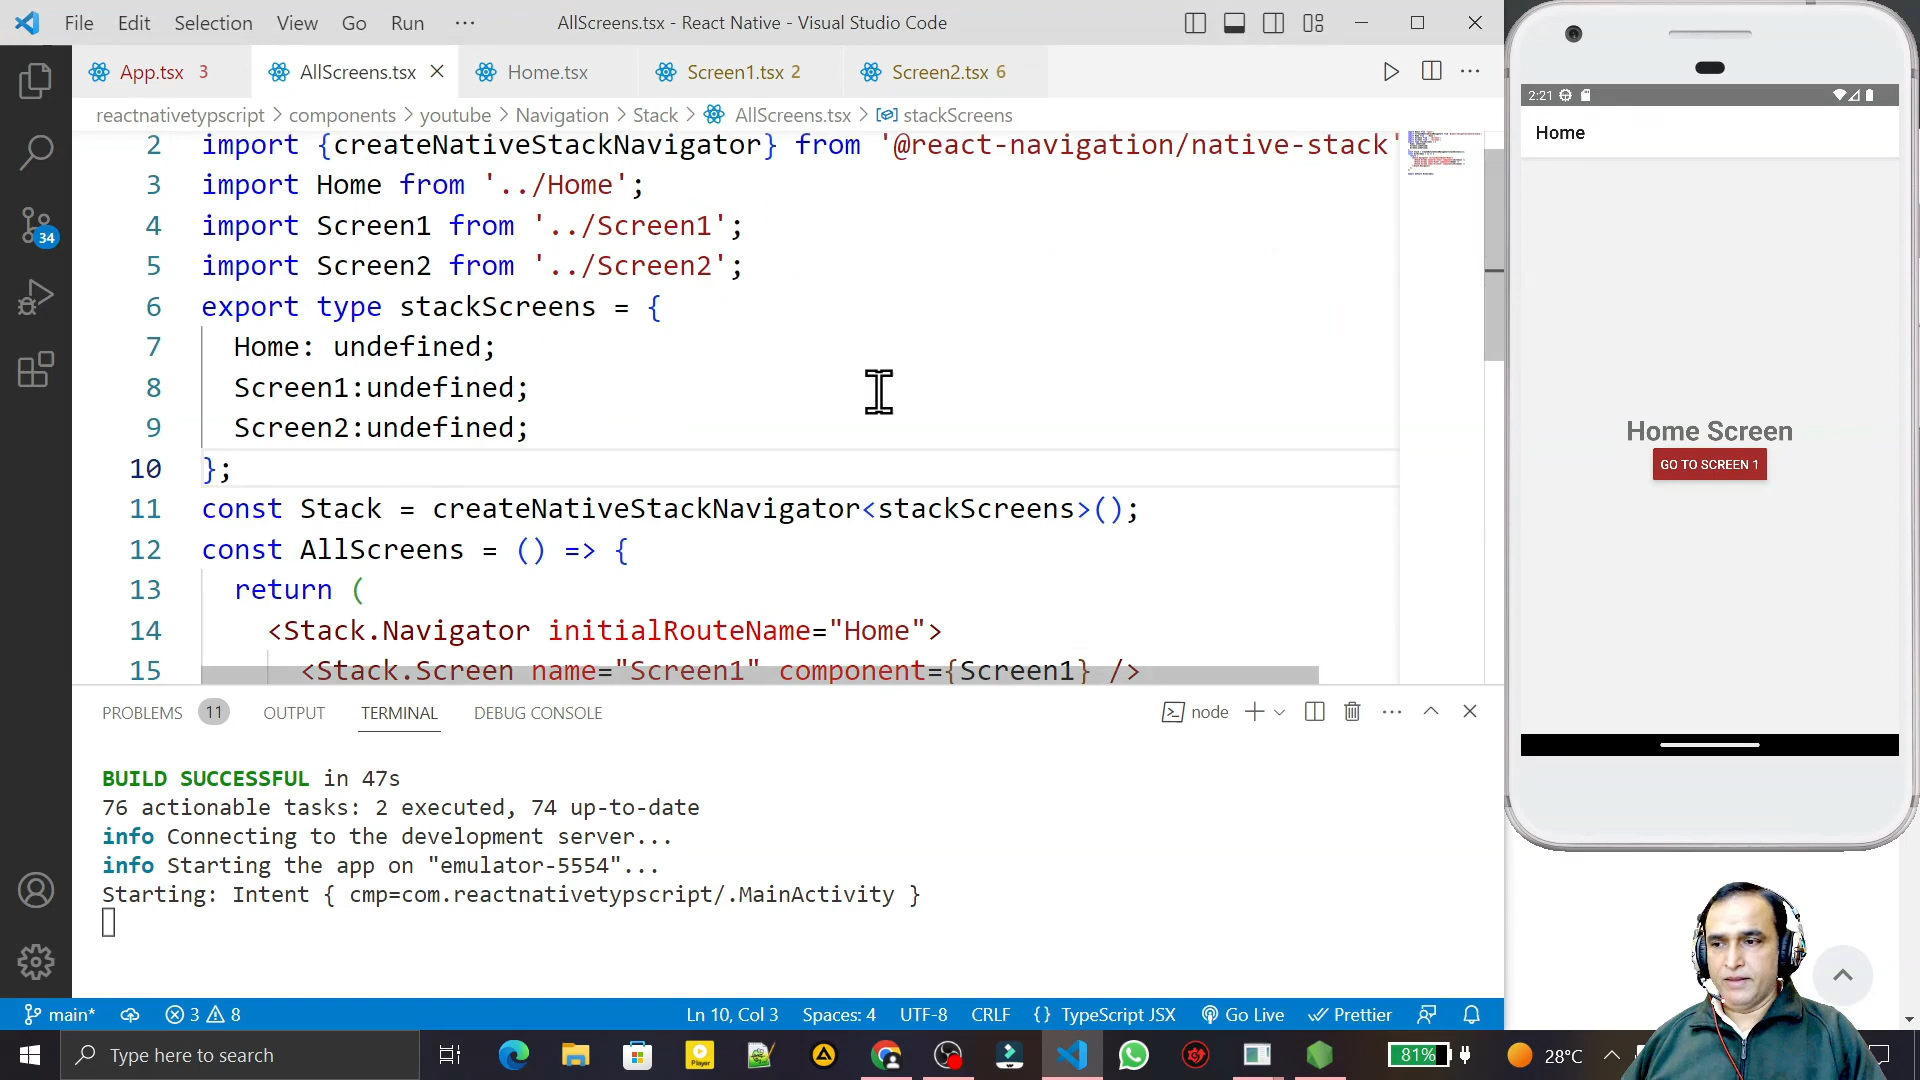 File Edit Selection View Go Run ··· AllScreens.tsx - React Native - Visual Studio Code
App.tsx 3 AllScreens.tsx Home.tsx Screen1.tsx 2 Screen2.tsx 6
reactnativetypscript > components > youtube > Navigation > Stack > AllScreens.tsx > stackScreens
2 import {createNativeStackNavigator} from '@react-navigation/native-stack'
3 import Home from '../Home';
4 import Screen1 from '../Screen1';
5 import Screen2 from '../Screen2';
6 export type stackScreens = {
7 Home: undefined;
8 Screen1:undefined;
9 Screen2:undefined;
10 };
11 const Stack = createNativeStackNavigator<stackScreens>();
12 const AllScreens = () => {
13 return (
14 <Stack.Navigator initialRouteName="Home">
15 <Stack.Screen name="Screen1" component={Screen1} />
34
PROBLEMS 11 OUTPUT TERMINAL DEBUG CONSOLE node
BUILD SUCCESSFUL in 47s
76 actionable tasks: 2 executed, 74 up-to-date
info Connecting to the development server...
info Starting the app on "emulator-5554"...
Starting: Intent { cmp=com.reactnativetypscript/.MainActivity }
main* 3 8 Ln 10, Col 3 Spaces: 4 UTF-8 CRLF {} TypeScript JSX Go Live Prettier
Type here to search Player 81% 28°C
2:21
Home
Home Screen
GO TO SCREEN 1